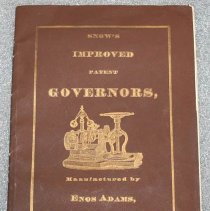 SNOW'S
IMPROVED
PATENT
GOVERNORS,
Manufactured by
ENOS ADAMS,